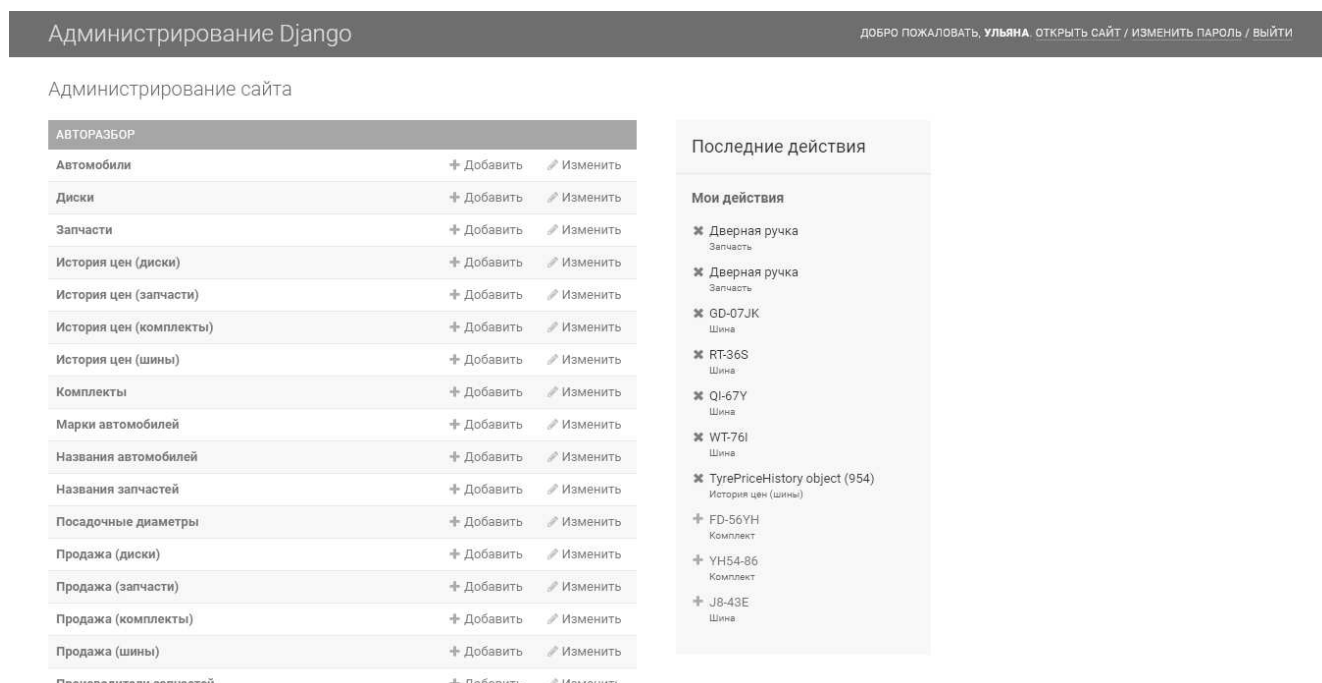 Администрирование Django
ДОБРО ПОЖАЛОВАТЬ, УЛЬЯНА. ОТКРЫТЬ САЙТ / ИЗМЕНИТЬ ПАРОЛЬ / ВЫЙТИ
Администрирование сайта
АВТОРАЗБОР
Автомобили Добавить Изменить
Диски Добавить Изменить
Запчасти Добавить Изменить
История цен (диски) Добавить Изменить
История цен (запчасти) Добавить Изменить
История цен (комплекты) Добавить Изменить
История цен (шины) Добавить Изменить
Комплекты Добавить Изменить
Марки автомобилей Добавить Изменить
Названия автомобилей Добавить Изменить
Названия запчастей Добавить Изменить
Посадочные диаметры Добавить Изменить
Продажа (диски) Добавить Изменить
Продажа (запчасти) Добавить Изменить
Продажа (комплекты) Добавить Изменить
Продажа (шины) Добавить Изменить
Производители запчастей Добавить Изменить
Последние действия
Мои действия
Дверная ручка
Запчасть
Дверная ручка
Запчасть
GD-07JK
Шина
RT-36S
Шина
QI-67Y
Шина
WT-76I
Шина
TyrePriceHistory object (954)
История цен (шины)
FD-56YH
Комплект
YH54-86
Комплект
J8-43E
Шина